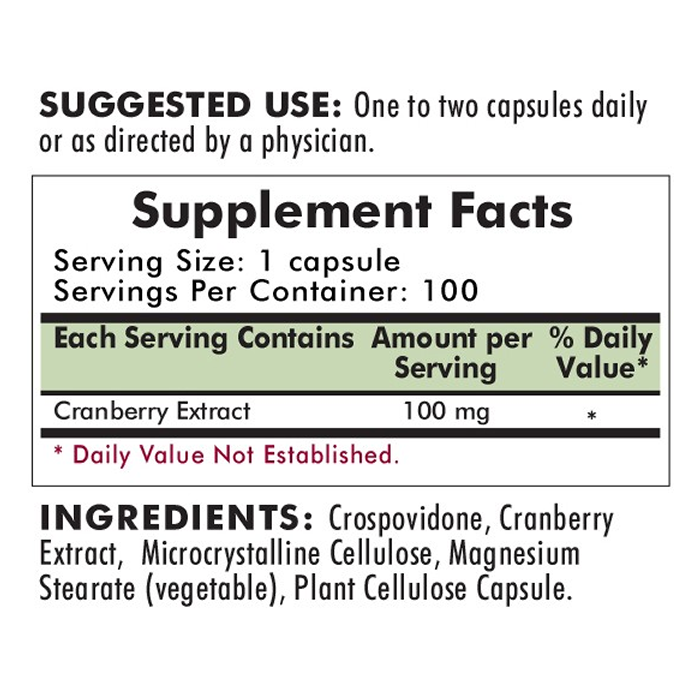 SUGGESTED USE: One to two capsules daily
or as directed by a physician.
Supplement Facts
Serving Size: 1 capsule
Servings Per Container: 100
Each Serving Contains Amount per Serving % Daily Value*
Cranberry Extract 100 mg *
* Daily Value Not Established.
INGREDIENTS: Crospovidone, Cranberry
Extract, Microcrystalline Cellulose, Magnesium
Stearate (vegetable), Plant Cellulose Capsule.